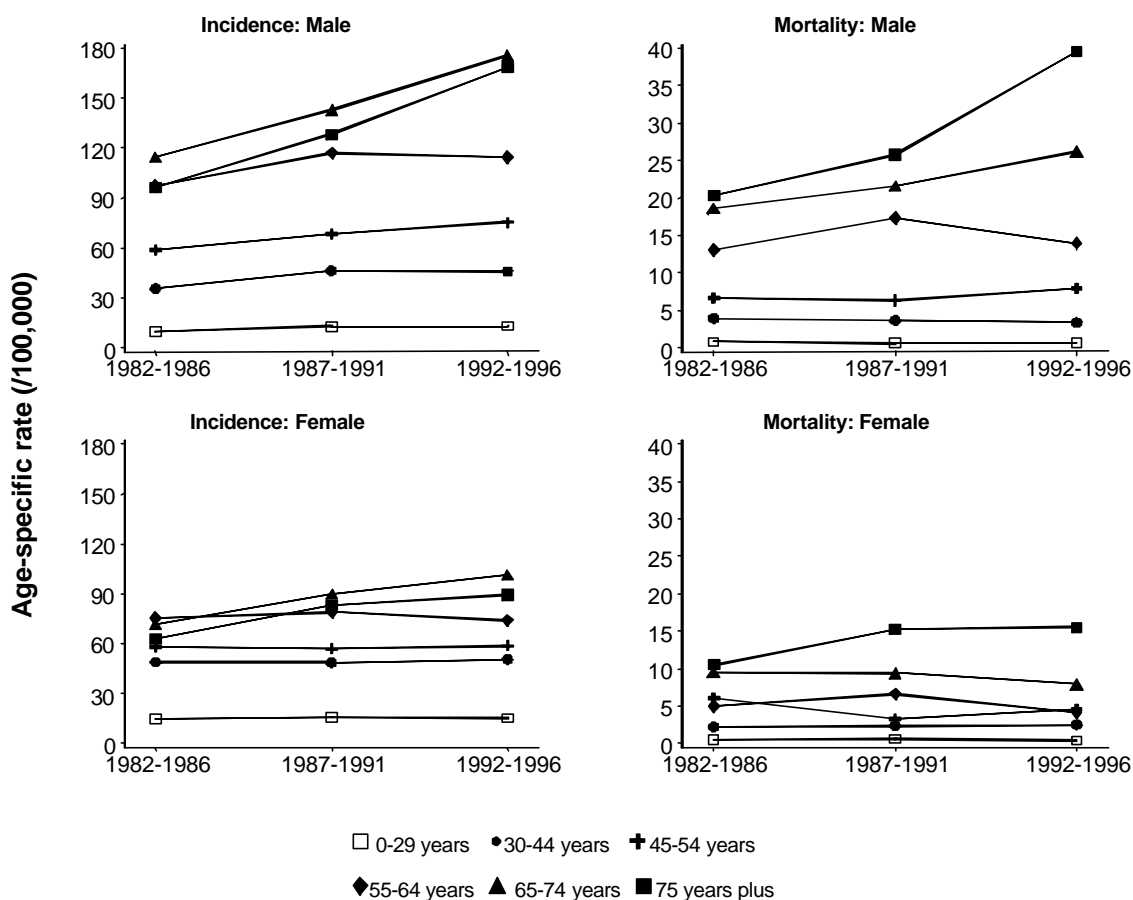 Incidence: Male
180
150
120
90
60
30
0
1982-1986 1987-1991 1992-1996
Mortality: Male
40
35
30
25
20
15
10
5
0
1982-1986 1987-1991 1992-1996
Age-specific rate (/100,000)
Incidence: Female
180
150
120
90
60
30
0
1982-1986 1987-1991 1992-1996
Mortality: Female
40
35
30
25
20
15
10
5
0
1982-1986 1987-1991 1992-1996
0-29 years 30-44 years 45-54 years
55-64 years 65-74 years 75 years plus